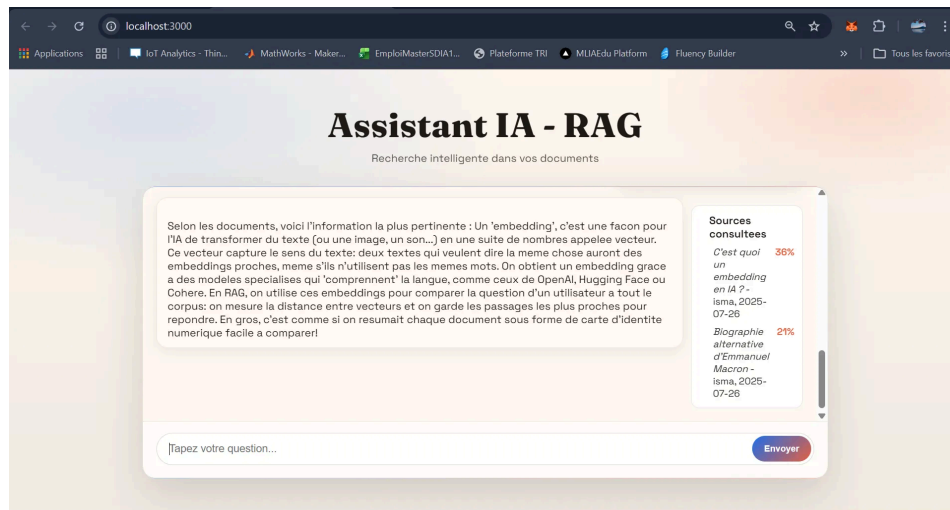 localhost:3000
Applications
IoT Analytics - Thin...
MathWorks - Maker...
EmploiMasterSDIA1...
Plateforme TRI
MLIAEdu Platform
Fluency Builder
»
Tous les favoris
Assistant IA - RAG
Recherche intelligente dans vos documents
Selon les documents, voici l'information la plus pertinente : Un 'embedding', c'est une facon pour
l'IA de transformer du texte (ou une image, un son...) en une suite de nombres appelee vecteur.
Ce vecteur capture le sens du texte: deux textes qui veulent dire la meme chose auront des
embeddings proches, meme s'ils n'utilisent pas les memes mots. On obtient un embedding grace
a des modeles specialises qui 'comprennent' la langue, comme ceux de OpenAI, Hugging Face ou
Cohere. En RAG, on utilise ces embeddings pour comparer la question d'un utilisateur a tout le
corpus: on mesure la distance entre vecteurs et on garde les passages les plus proches pour
repondre. En gros, c'est comme si on resumait chaque document sous forme de carte d'identite
numerique facile a comparer!
Sources
consultees
C'est quoi 36%
un
embedding
en IA ? -
isma, 2025-
07-26
Biographie 21%
alternative
d'Emmanuel
Macron -
isma, 2025-
07-26
Tapez votre question...
Envoyer